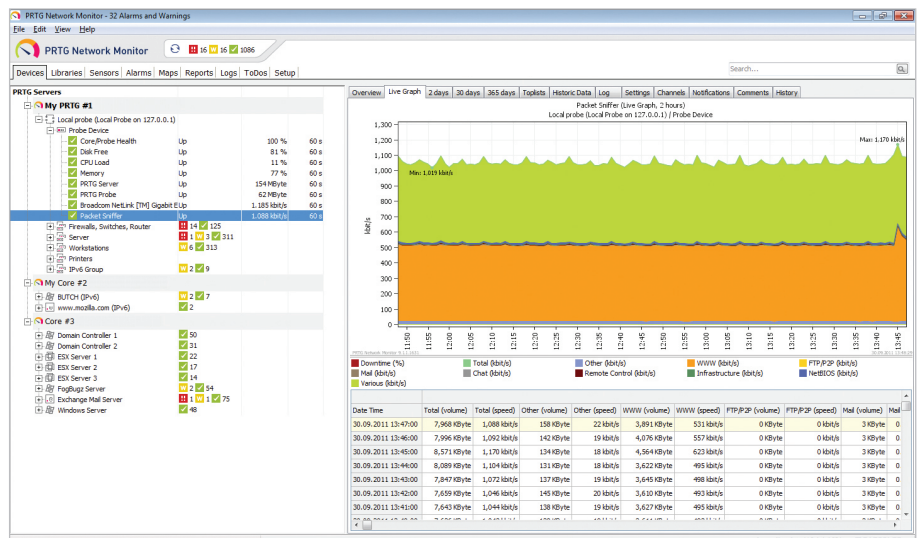 PRTG Network Monitor - 32 Alarms and Warnings
File Edit View Help
PRTG Network Monitor 16 W 16 1086
Devices Libraries Sensors Alarms Maps Reports Logs ToDos Setup Search...
PRTG Servers
My PRTG #1
Local probe (Local Probe on 127.0.0.1)
Probe Device
Core/Probe Health Up 100 % 60 s
Disk Free Up 81 % 60 s
CPU Load Up 11 % 60 s
Memory Up 77 % 60 s
PRTG Server Up 154 MByte 60 s
PRTG Probe Up 62 MByte 60 s
Broadcom NetLink [TM] Gigabit E Up 1.185 kbit/s 60 s
Packet Sniffer Up 1.088 kbit/s 60 s
Firewalls, Switches, Router 14 125
Server 1 W 3 311
Workstations W 6 313
Printers
IPv6 Group W 2 9
My Core #2
BUTCH (IPv6) W 2 7
www.mozilla.com (IPv6) 2
Core #3
Domain Controller 1 50
Domain Controller 2 31
ESX Server 1 22
ESX Server 2 17
ESX Server 3 14
FogBugz Server W 2 54
Exchange Mail Server 1 W 1 75
Windows Server 48
Overview Live Graph 2 days 30 days 365 days Toplists Historic Data Log Settings Channels Notifications Comments History
Packet Sniffer (Live Graph, 2 hours)
Local probe (Local Probe on 127.0.0.1) / Probe Device
kbit/s
1,300
1,200
1,100
1,000
900
800
700
600
500
400
300
200
100
0
Max: 1,170 kbit/s
Min: 1,019 kbit/s
11:50 11:55 12:00 12:05 12:10 12:15 12:20 12:25 12:30 12:35 12:40 12:45 12:50 12:55 13:00 13:05 13:10 13:15 13:20 13:25 13:30 13:35 13:40 13:45
Downtime (%) Total (kbit/s) Other (kbit/s) WWW (kbit/s) FTP/P2P (kbit/s)
Mail (kbit/s) Chat (kbit/s) Remote Control (kbit/s) Infrastructure (kbit/s) NetBIOS (kbit/s)
Various (kbit/s)
Date Time Total (volume) Total (speed) Other (volume) Other (speed) WWW (volume) WWW (speed) FTP/P2P (volume) FTP/P2P (speed) Mail (volume) Mail
30.09.2011 13:47:00 7,968 KByte 1,088 kbit/s 158 KByte 22 kbit/s 3,891 KByte 531 kbit/s 0 KByte 0 kbit/s 3 KByte 0
30.09.2011 13:46:00 7,996 KByte 1,092 kbit/s 142 KByte 19 kbit/s 4,076 KByte 557 kbit/s 0 KByte 0 kbit/s 3 KByte 0
30.09.2011 13:45:00 8,571 KByte 1,170 kbit/s 134 KByte 18 kbit/s 4,564 KByte 623 kbit/s 0 KByte 0 kbit/s 3 KByte 0
30.09.2011 13:44:00 8,089 KByte 1,104 kbit/s 131 KByte 18 kbit/s 3,622 KByte 495 kbit/s 0 KByte 0 kbit/s 3 KByte 0
30.09.2011 13:43:00 7,847 KByte 1,072 kbit/s 137 KByte 19 kbit/s 3,645 KByte 498 kbit/s 0 KByte 0 kbit/s 3 KByte 0
30.09.2011 13:42:00 7,659 KByte 1,046 kbit/s 145 KByte 20 kbit/s 3,610 KByte 493 kbit/s 0 KByte 0 kbit/s 3 KByte 0
30.09.2011 13:41:00 7,643 KByte 1,044 kbit/s 138 KByte 19 kbit/s 3,627 KByte 495 kbit/s 0 KByte 0 kbit/s 3 KByte 0